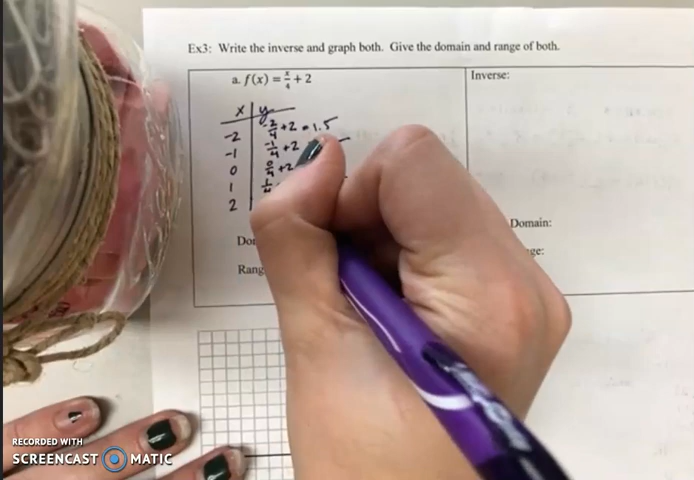 Ex3: Write the inverse and graph both. Give the domain and range of both.
a. f(x) = x/4 + 2
Inverse:
x | y
-2 | -2/4 + 2 = 1.5
-1 | -1/4 + 2
0 | 0/4 + 2
1
2
Domain:
RECORDED WITH
SCREENCAST MATIC